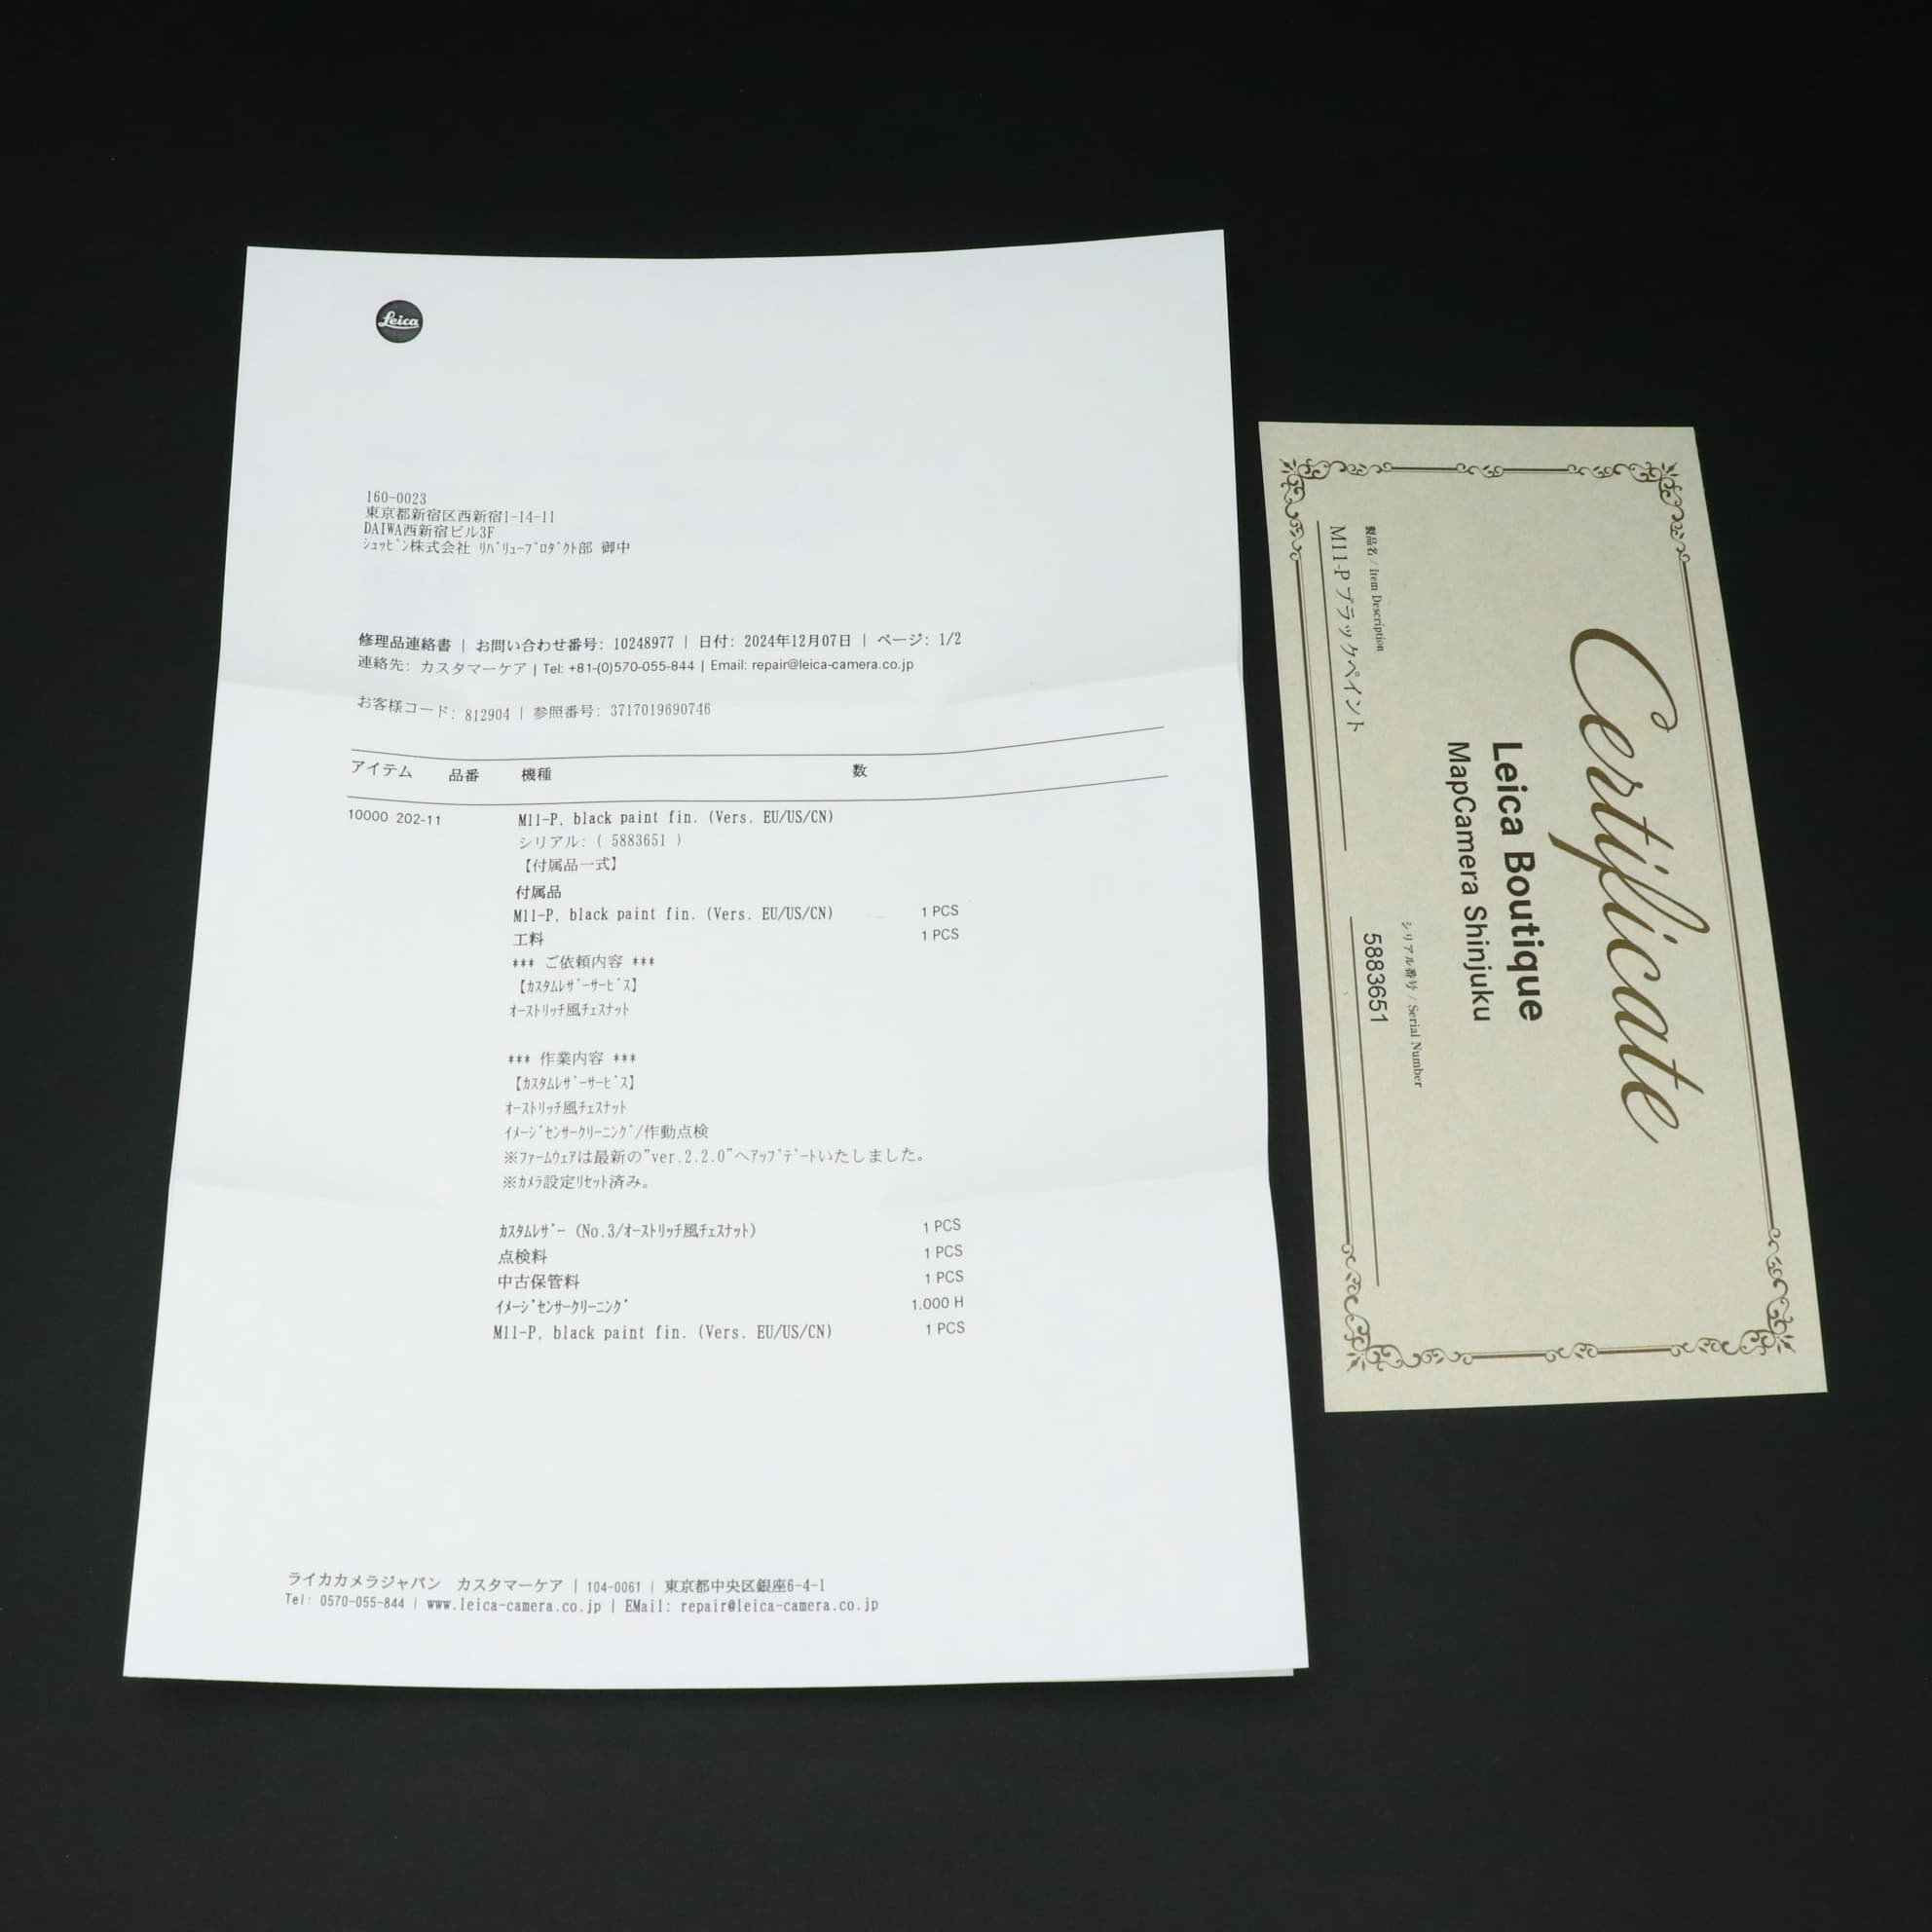 Leica
160-0023
東京都新宿区西新宿1-14-11
DAIWA西新宿ビル3F
シュッピン株式会社 リバリュープロダクト部 御中
修理品連絡書 | お問い合わせ番号: 10248977 | 日付: 2024年12月07日 | ページ: 1/2
連絡先: カスタマーケア | Tel: +81-(0)570-055-844 | Email: repair@leica-camera.co.jp
お客様コード: 812904 | 参照番号: 3717019690746
アイテム 品番 機種 数
10000 202-11 M11-P, black paint fin. (Vers. EU/US/CN)
シリアル: ( 5883651 )
【付属品一式】
付属品
M11-P, black paint fin. (Vers. EU/US/CN) 1 PCS
工料 1 PCS
*** ご依頼内容 ***
【カスタムレザーサービス】
オーストリッチ風チェスナット
*** 作業内容 ***
【カスタムレザーサービス】
オーストリッチ風チェスナット
イメージセンサークリーニング/作動点検
※ファームウェアは最新の"ver.2.2.0"へアップデートいたしました。
※カメラ設定リセット済み。
カスタムレザー (No.3/オーストリッチ風チェスナット) 1 PCS
点検料 1 PCS
中古保管料 1 PCS
イメージセンサークリーニング 1.000 H
M11-P, black paint fin. (Vers. EU/US/CN) 1 PCS
ライカカメラジャパン カスタマーケア | 104-0061 | 東京都中央区銀座6-4-1
Tel: 0570-055-844 | www.leica-camera.co.jp | EMail: repair@leica-camera.co.jp
Certificate
Leica Boutique
MapCamera Shinjuku
製品名 / Item Description
M11-P ブラックペイント
シリアル番号 / Serial Number
5883651